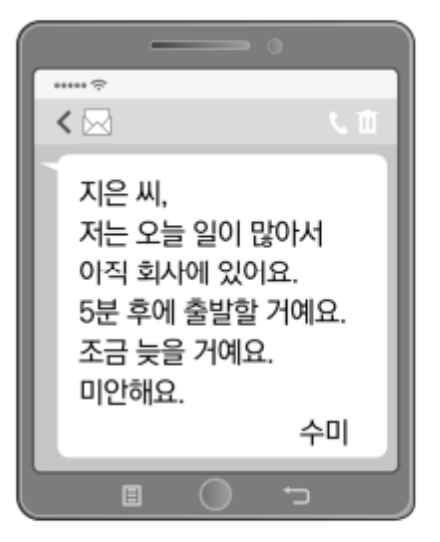 지은 씨,
저는 오늘 일이 많아서
아직 회사에 있어요.
5분 후에 출발할 거예요.
조금 늦을 거예요.
미안해요.
수미